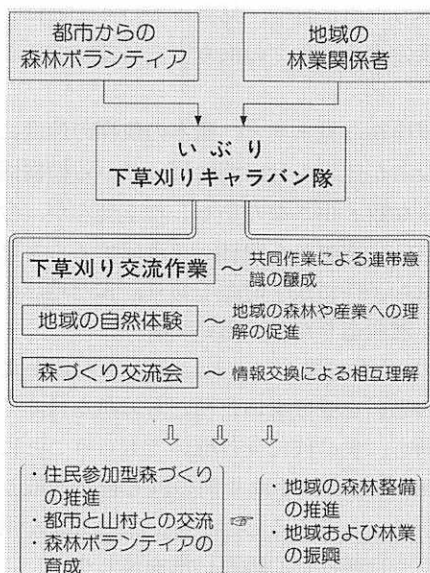 都市からの
森林ボランティア
地域の
林業関係者
いぶり
下草刈りキャラバン隊
下草刈り交流作業
～共同作業による連帯意
識の醸成
地域の自然体験
～地域の森林や産業への理
解の促進
森づくり交流会
～情報交換による相互理解
⇩ ⇩ ⇩
・住民参加型森づくり
の推進
・都市と山村との交流
・森林ボランティアの
育成
☞
・地域の森林整備
の推進
・地域および林業
の振興